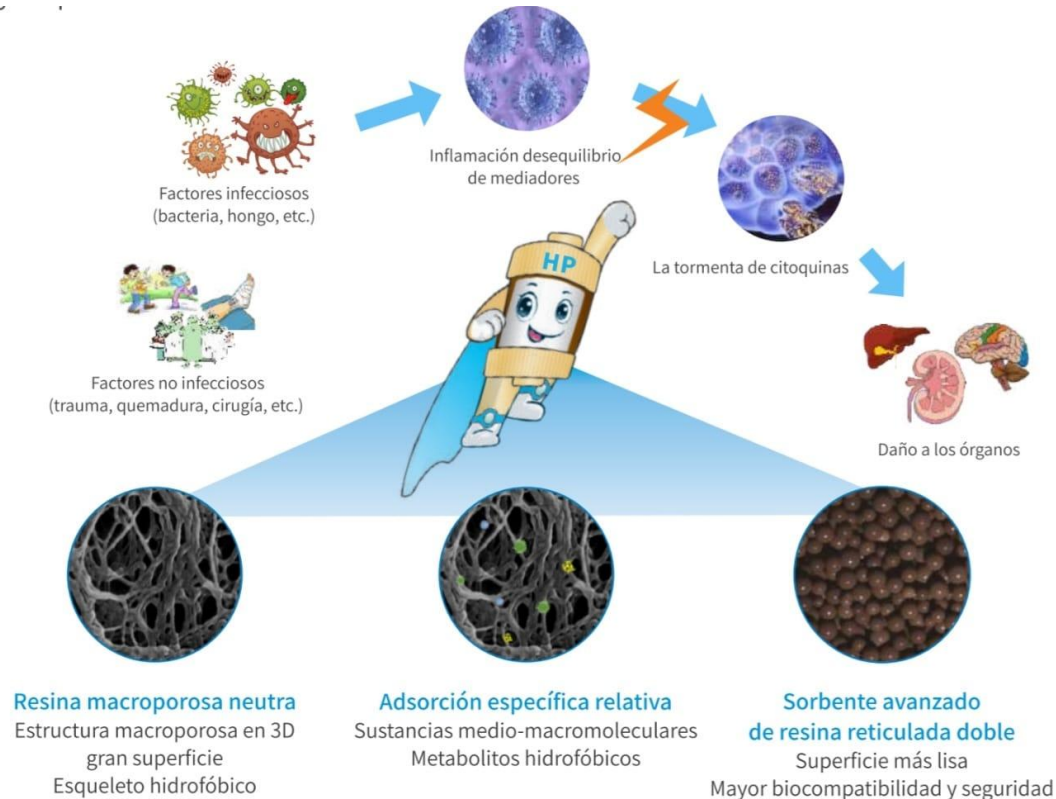 Inflamación desequilibrio
de mediadores
Factores infecciosos
(bacteria, hongo, etc.)
La tormenta de citoquinas
HP
Factores no infecciosos
(trauma, quemadura, cirugía, etc.)
Daño a los órganos
Resina macroporosa neutra
Estructura macroporosa en 3D
gran superficie
Esqueleto hidrofóbico
Adsorción específica relativa
Sustancias medio-macromoleculares
Metabolitos hidrofóbicos
Sorbente avanzado
de resina reticulada doble
Superficie más lisa
Mayor biocompatibilidad y seguridad